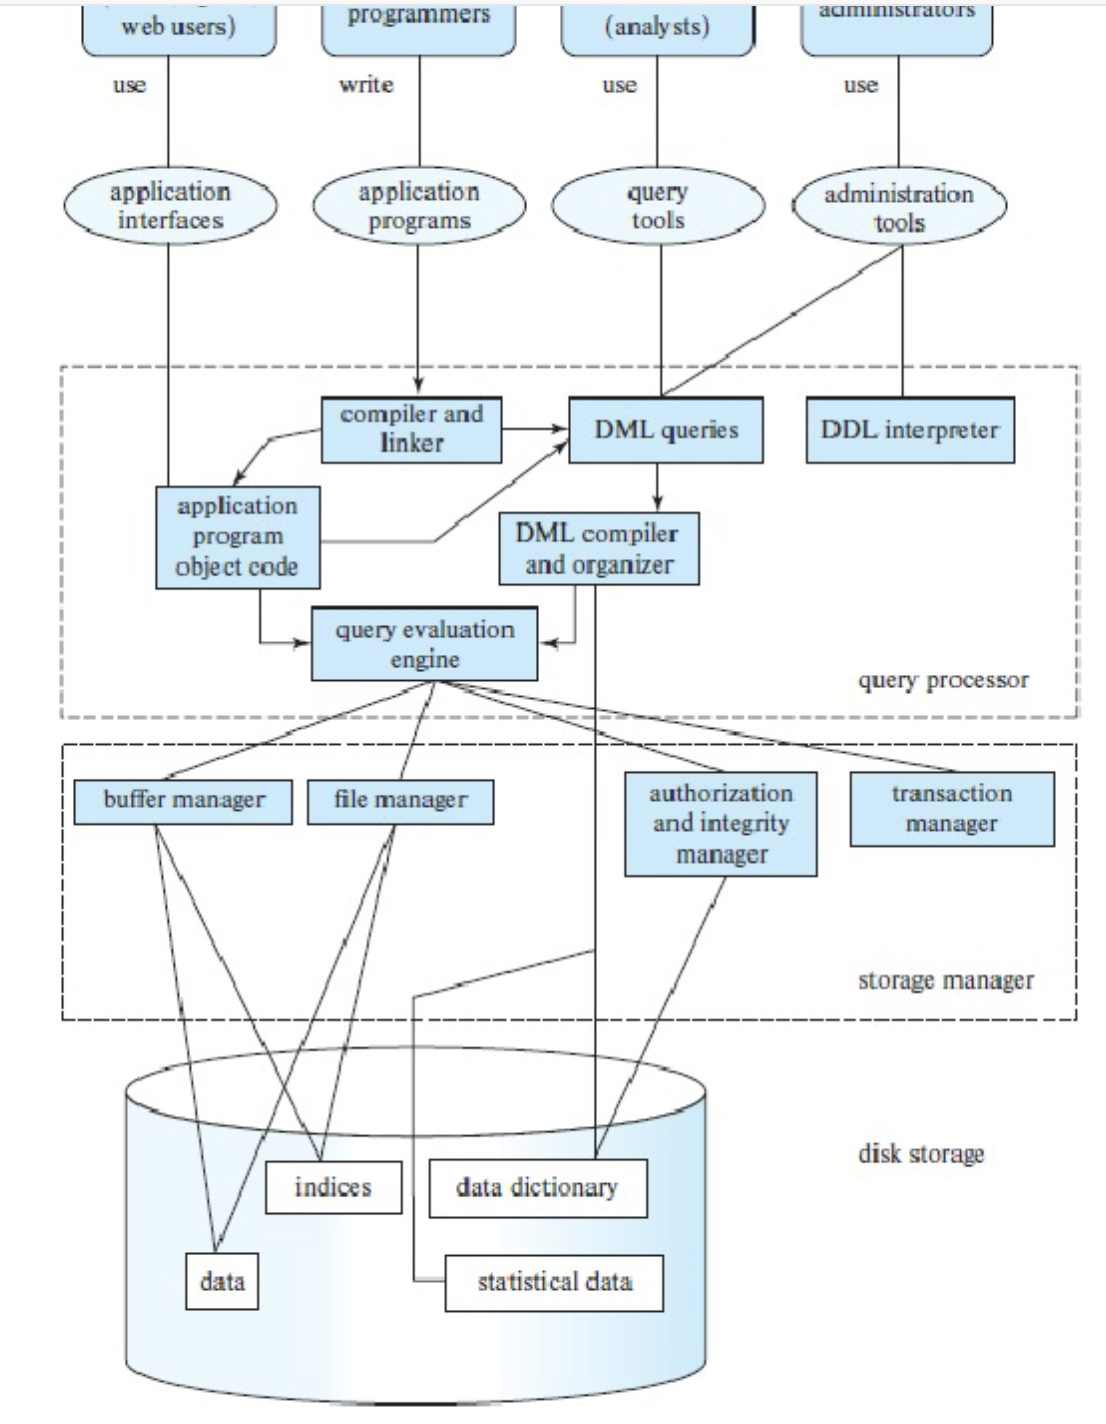 web users)
programmers
(analysts)
administrators
use
write
use
use
application
interfaces
application
programs
query
tools
administration
tools
compiler and
linker
DML queries
DDL interpreter
application
program
object code
DML compiler
and organizer
query evaluation
engine
query processor
buffer manager
file manager
authorization
and integrity
manager
transaction
manager
storage manager
disk storage
indices
data dictionary
data
statistical data